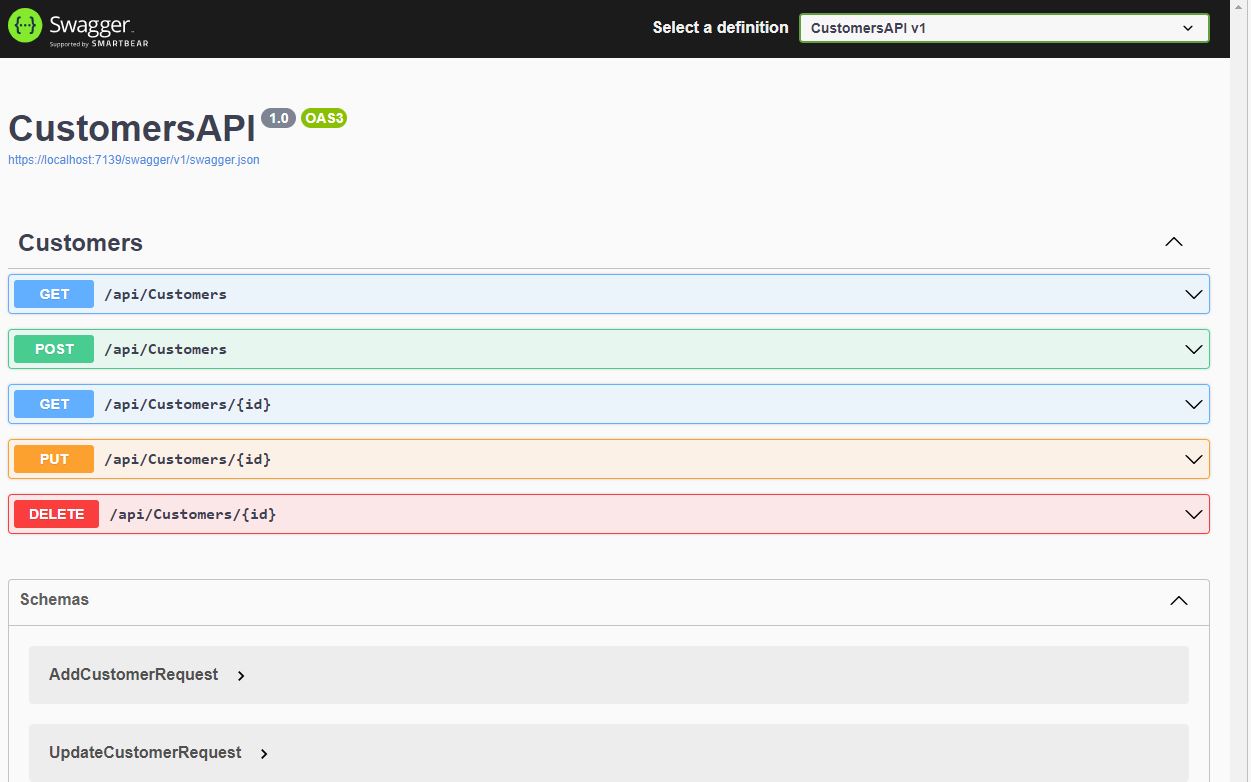 {...} Swagger
Supported by SMARTBEAR
Select a definition
CustomersAPI v1
CustomersAPI 1.0 OAS3
https://localhost:7139/swagger/v1/swagger.json
Customers
GET /api/Customers
POST /api/Customers
GET /api/Customers/{id}
PUT /api/Customers/{id}
DELETE /api/Customers/{id}
Schemas
AddCustomerRequest
UpdateCustomerRequest